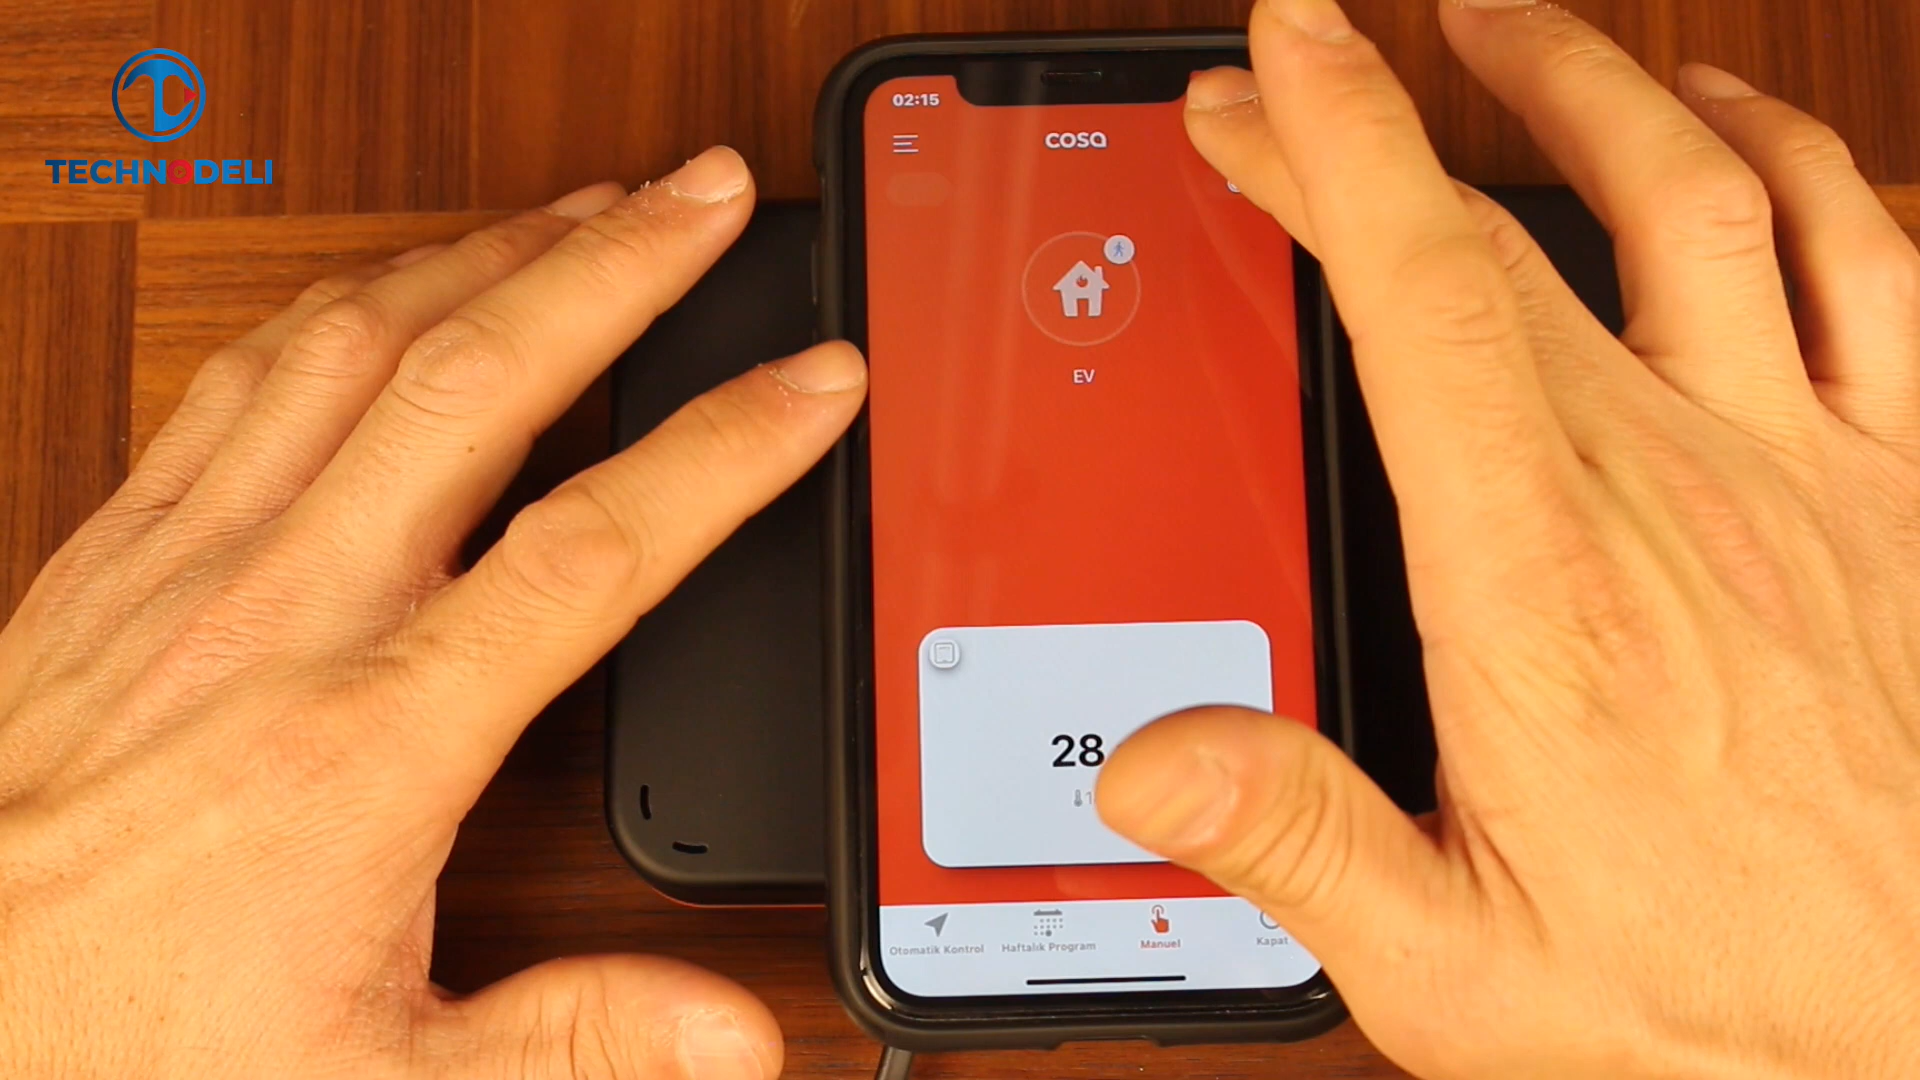 TECHNODELI
02:15
cosa
EV
28
Otomatik Kontrol
Haftalık Program
Manuel
Kapat